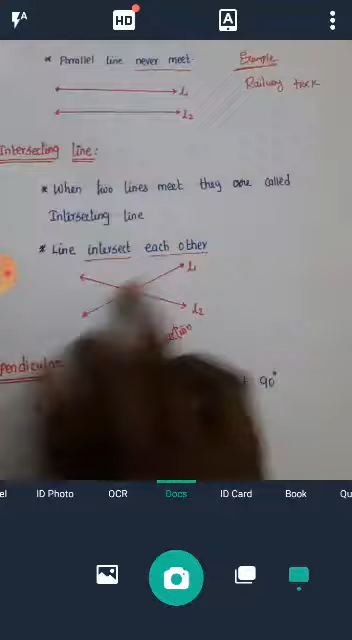 HD
A
* Parallel line never meet
Example
Railway trck
L1
L2
Intersecting line:
* When two lines meet they are called
Intersecting line
* Line intersect each other
L1
L2
90°
ID Photo
OCR
Docs
ID Card
Book